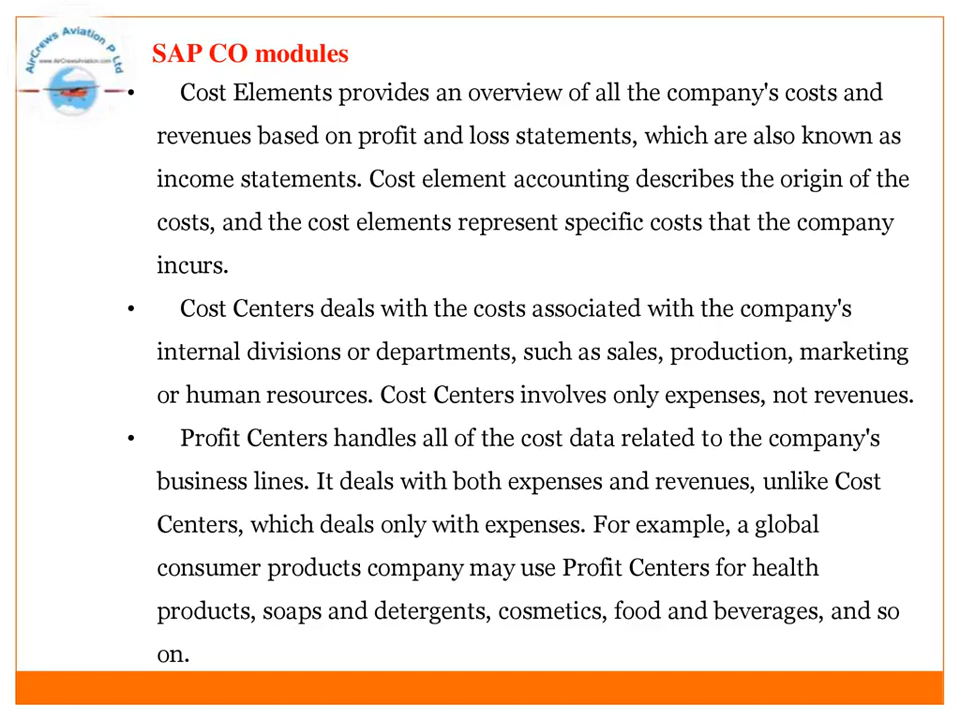 AirCrews Aviation P Ltd
www.AirCrewsAviation.com
SAP CO modules
• Cost Elements provides an overview of all the company's costs and
revenues based on profit and loss statements, which are also known as
income statements. Cost element accounting describes the origin of the
costs, and the cost elements represent specific costs that the company
incurs.
• Cost Centers deals with the costs associated with the company's
internal divisions or departments, such as sales, production, marketing
or human resources. Cost Centers involves only expenses, not revenues.
• Profit Centers handles all of the cost data related to the company's
business lines. It deals with both expenses and revenues, unlike Cost
Centers, which deals only with expenses. For example, a global
consumer products company may use Profit Centers for health
products, soaps and detergents, cosmetics, food and beverages, and so
on.